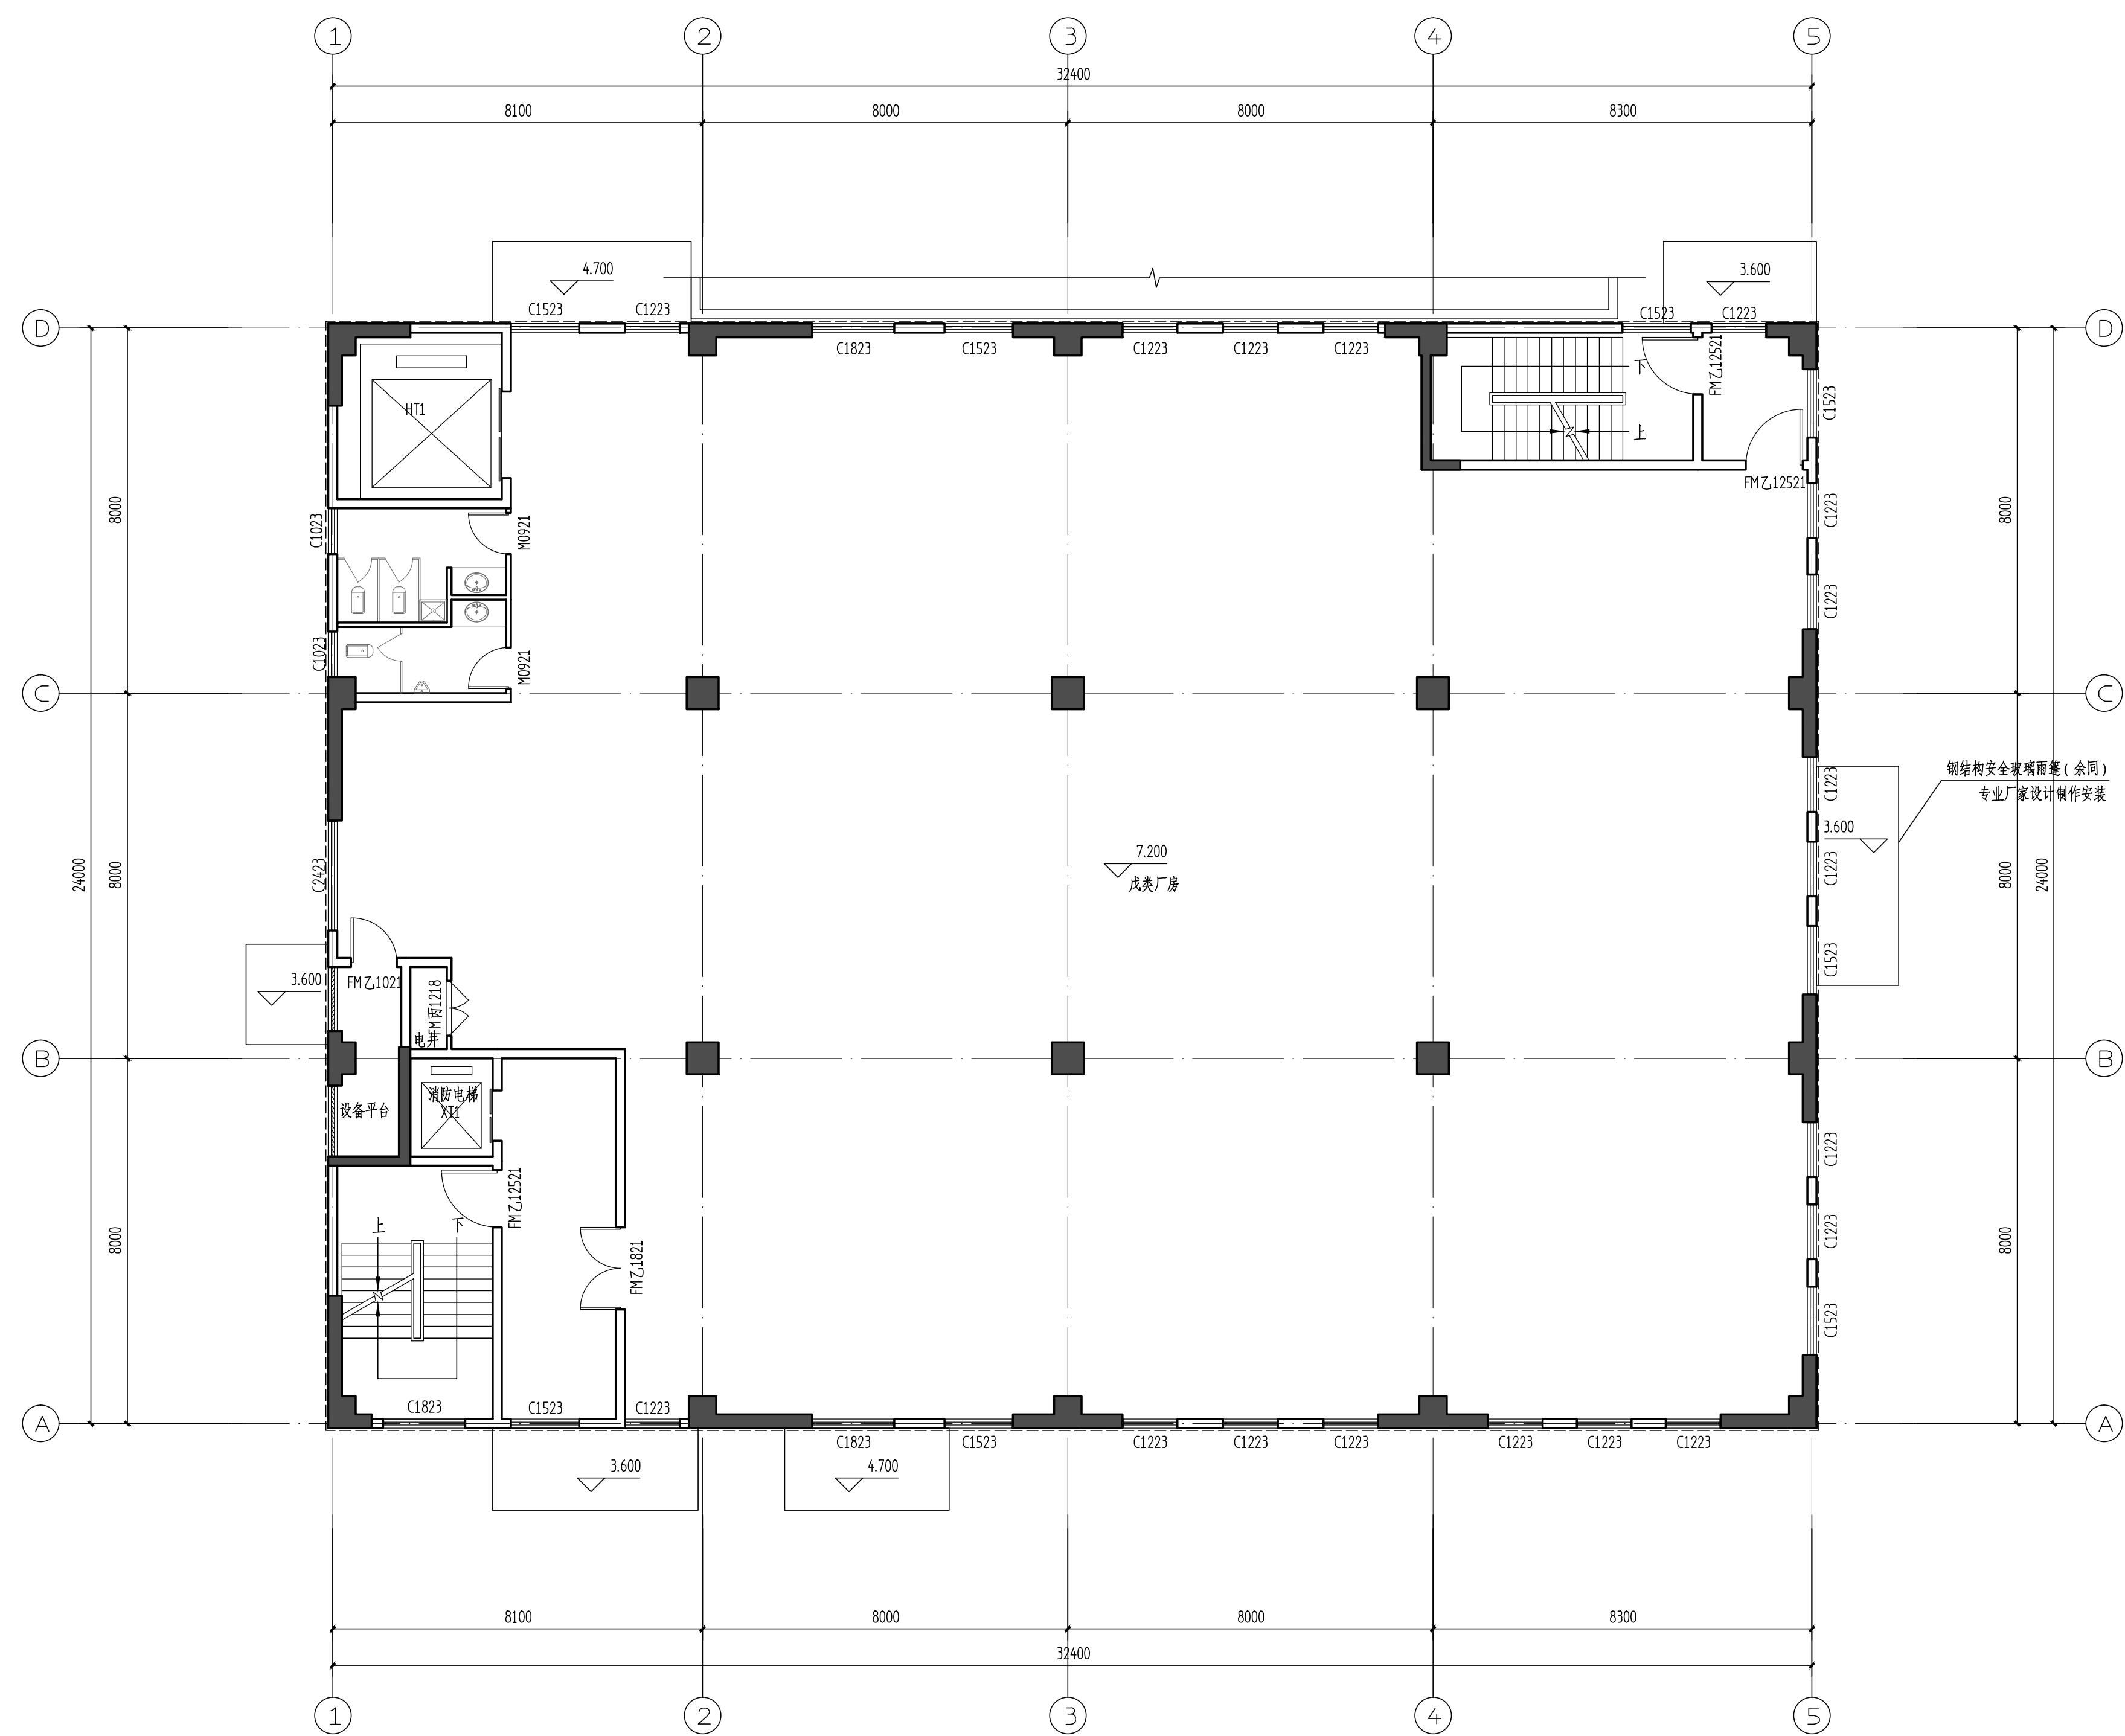 1 2 3 4 5
32400
8100 8000 8000 8300
4.700 3.600
C1523 C1223 C1523 C1223
D D
C1823 C1523 C1223 C1223 C1223
下
FM乙12521
C1523
HT1
上
FM乙12521
8000
C1023
M0921
C1223
8000
C1223
C1023
M0921
C C
钢结构安全玻璃雨篷(余同)
专业厂家设计制作安装
C1223
3.600
7.200
戊类厂房
24000
8000
C2423
C1223
8000
24000
C1523
3.600
FM乙1021
FM丙1218
电井
B B
消防电梯
XT1
设备平台
C1223
FM乙12521
上 下
8000
C1223
8000
FM乙1821
C1523
C1823 C1523 C1223
A A
C1823 C1523 C1223 C1223 C1223 C1223 C1223 C1223
3.600 4.700
8100 8000 8000 8300
32400
1 2 3 4 5